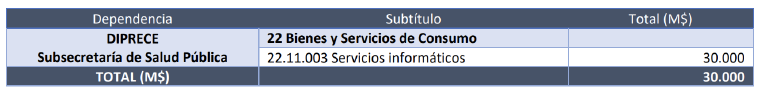 Dependencia Subtítulo Total (M$)
DIPRECE 22 Bienes y Servicios de Consumo
Subsecretaría de Salud Pública 22.11.003 Servicios informáticos 30.000
TOTAL (M$) 30.000